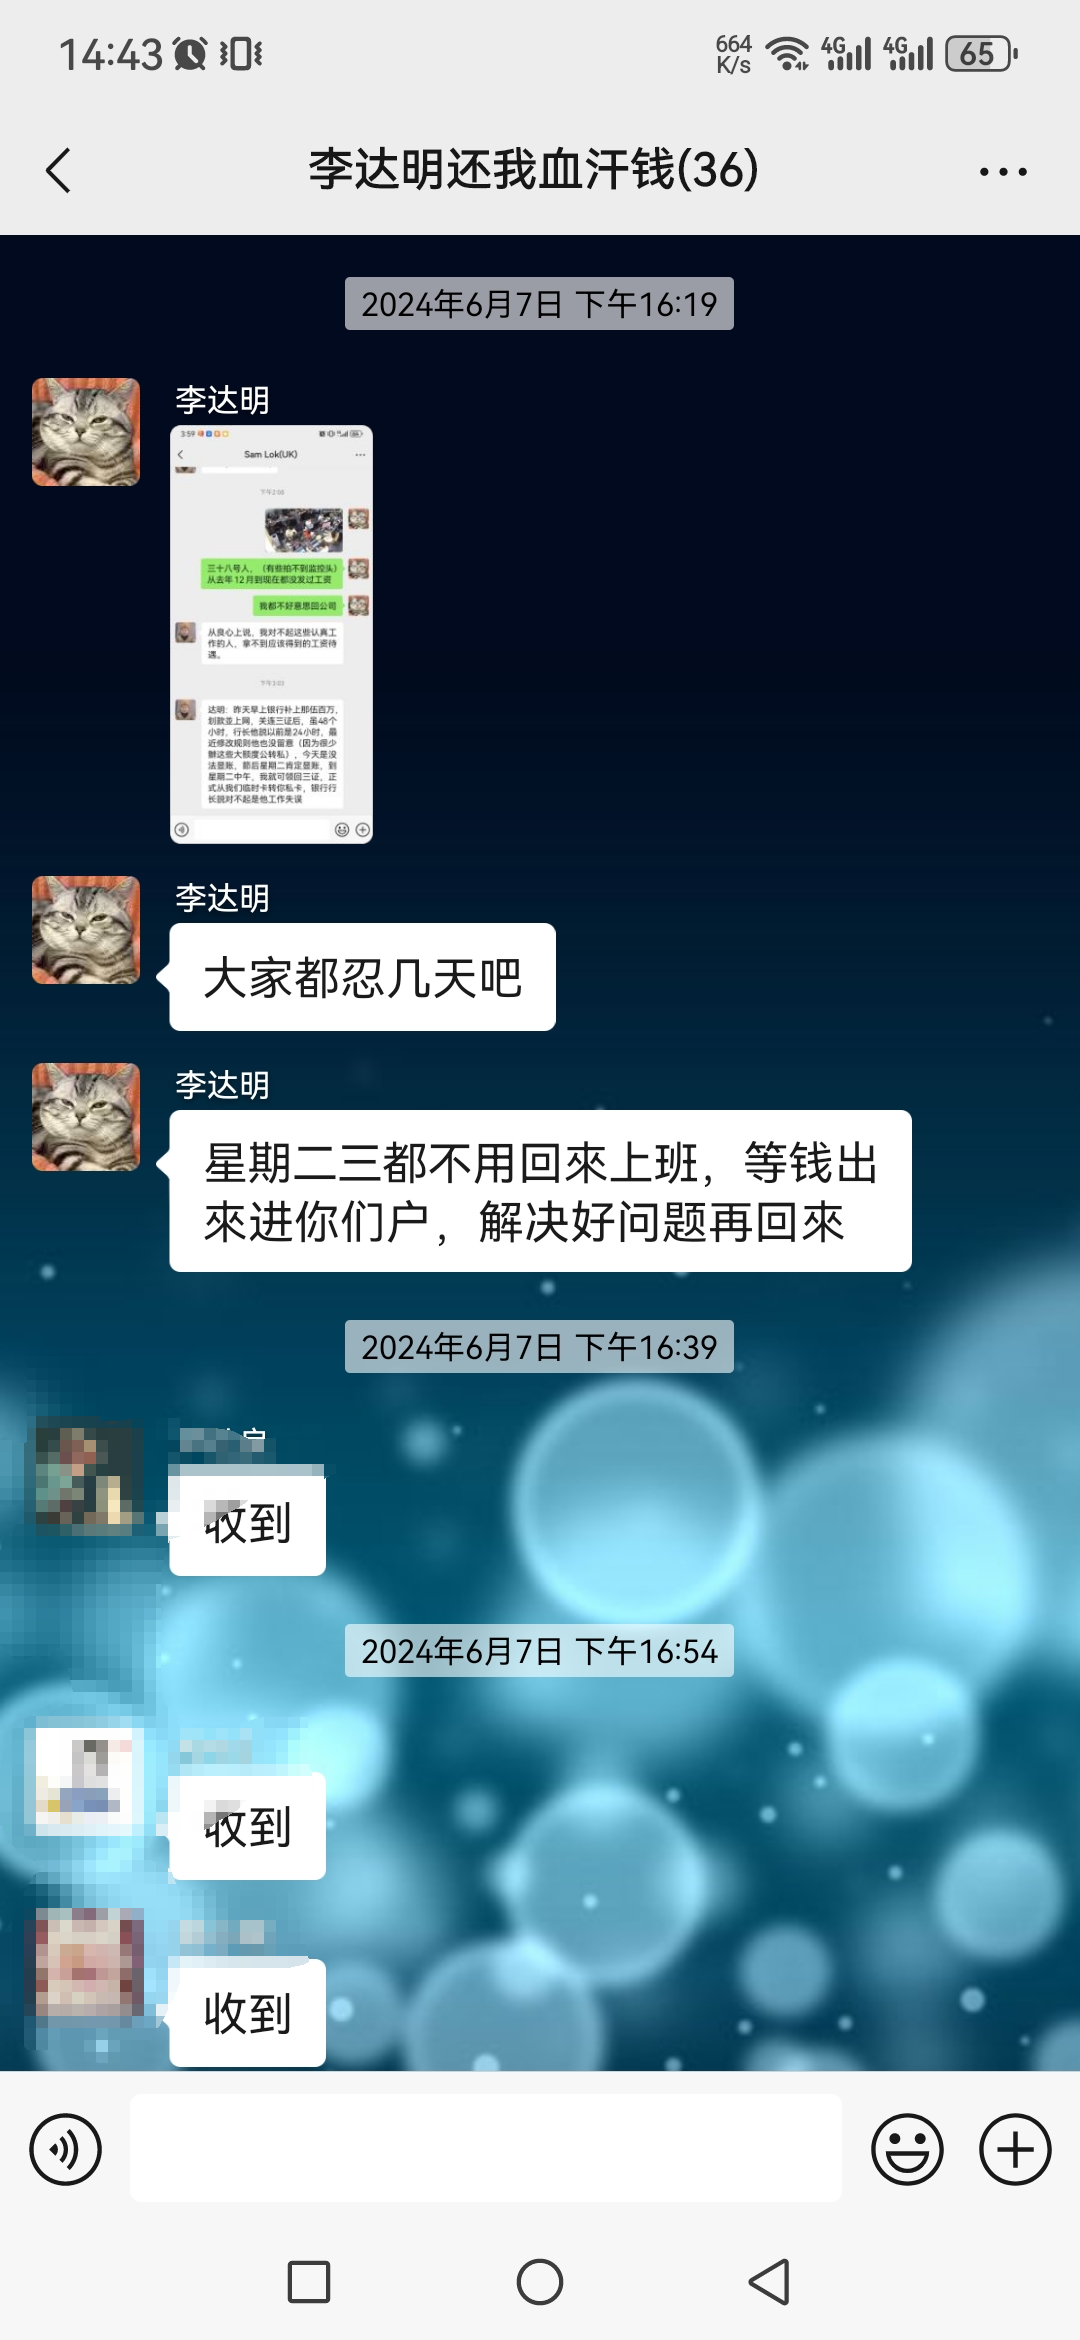 14:43
664
K/s
4G
4G
65
李达明还我血汗钱(36)
2024年6月7日 下午16:19
李达明
3:59
Sam Lok(UK)
下午2:08
三十八号人，（有些拍不到监控头）
从去年12月到现在都没发过工资
我都不好意思回公司
从良心上说，我对不起这些认真工
作的人，拿不到应该得到的工资待
遇。
下午3:03
达明：昨天早上银行补上那伍百万，
划款並上网，关连三证后，虽48个
小时，行长他説以前是24小时，最
近修改规则他也没留意（因为很少
辦这些大额度公转私），今天是没
法显账，節后星期二肯定显账，到
星期二中午，我就可领回三证，正
式从我们临时卡转你私卡，银行行
长説对不起是他工作失误
李达明
大家都忍几天吧
李达明
星期二三都不用回來上班，等钱出
來进你们户，解决好问题再回來
2024年6月7日 下午16:39
收到
2024年6月7日 下午16:54
收到
收到